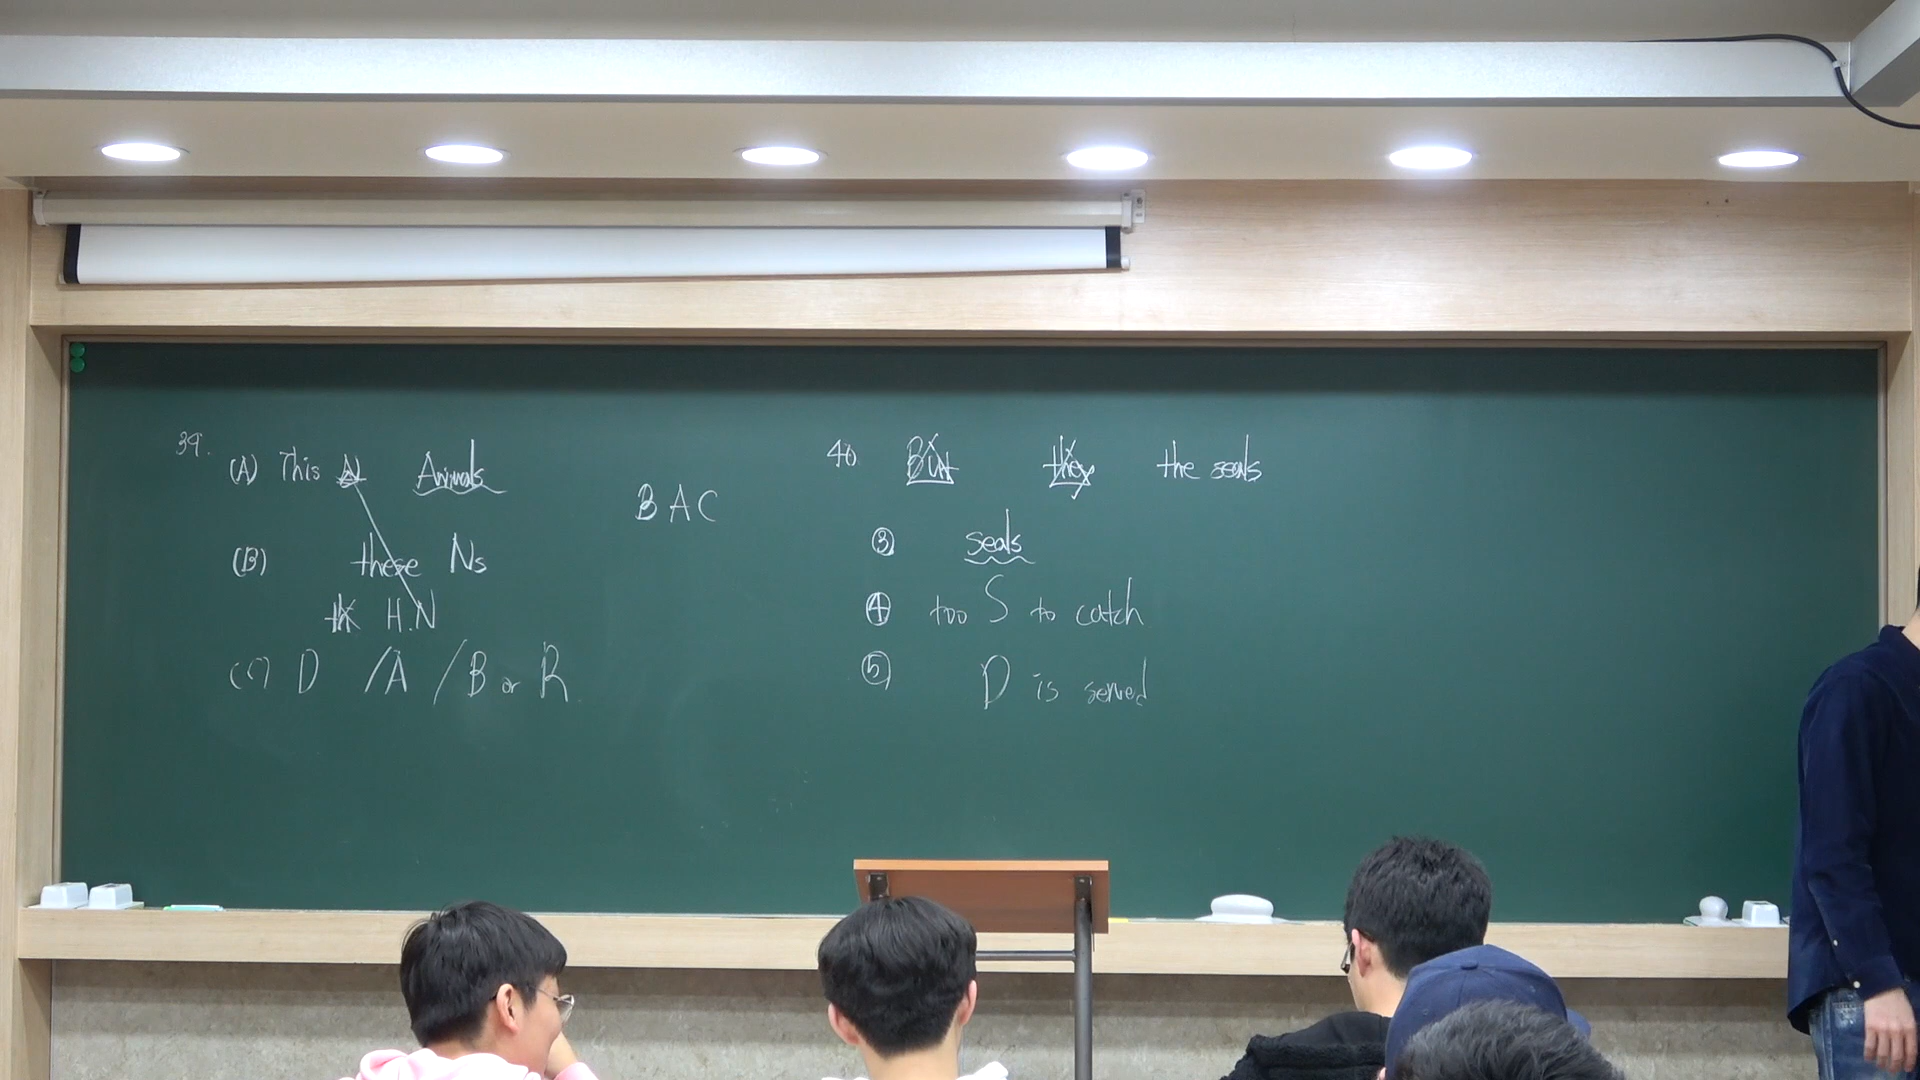 39.
(A) This N Animals
(B) these Ns
H.N
(C) D / A / B or R
B A C
40 But they the seals
③ seals
④ too S to catch
⑤ D is served